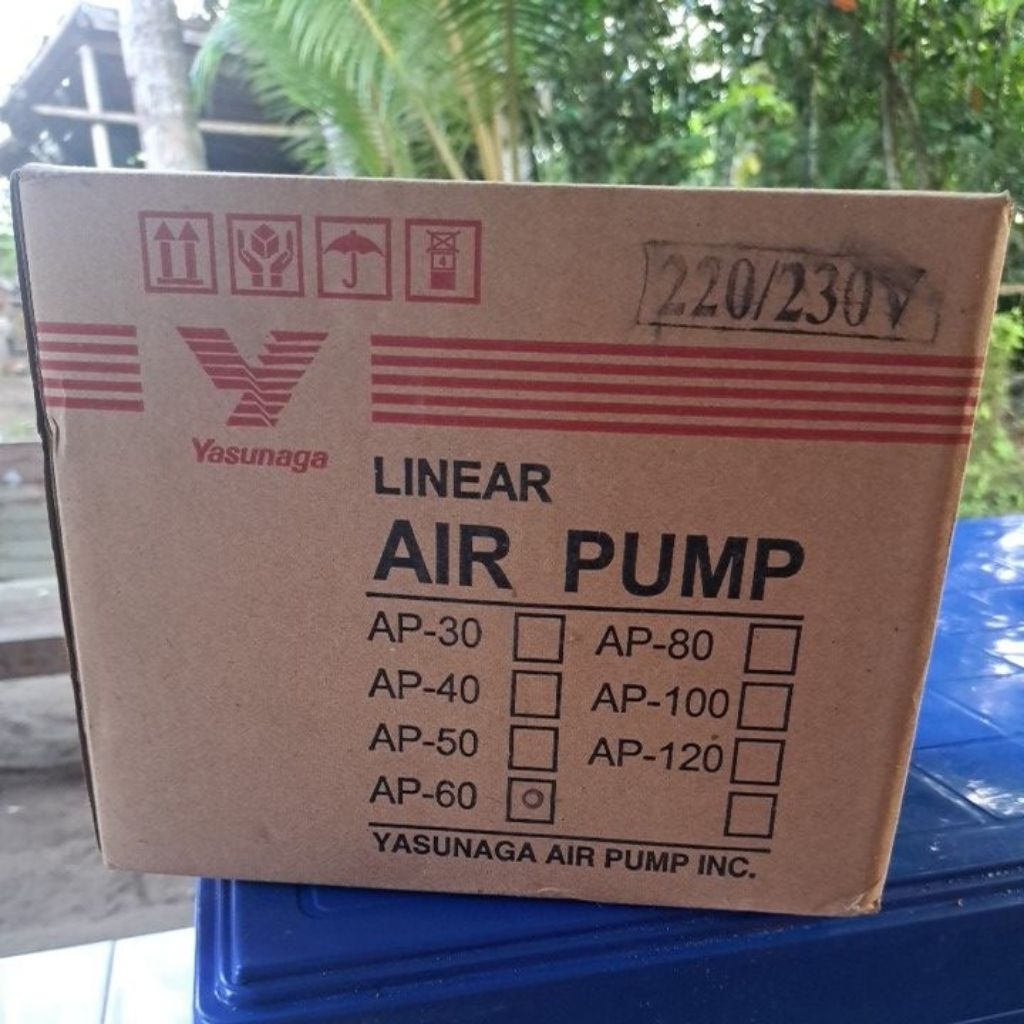 220/230V
Yasunaga
LINEAR
AIR PUMP
AP-30 AP-80
AP-40 AP-100
AP-50 AP-120
AP-60
YASUNAGA AIR PUMP INC.
4